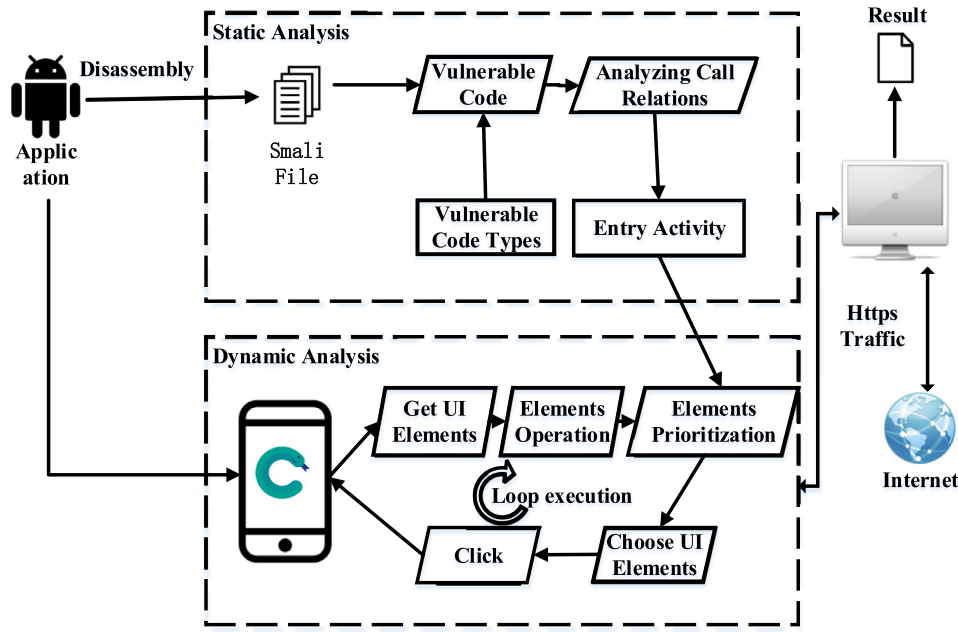 Static Analysis
Result
Disassembly
Vulnerable
Code
Analyzing Call
Relations
Applic
ation
Smali
File
Vulnerable
Code Types
Entry Activity
Https
Traffic
Dynamic Analysis
Get UI
Elements
Elements
Operation
Elements
Prioritization
Internet
Loop execution
Click
Choose UI
Elements